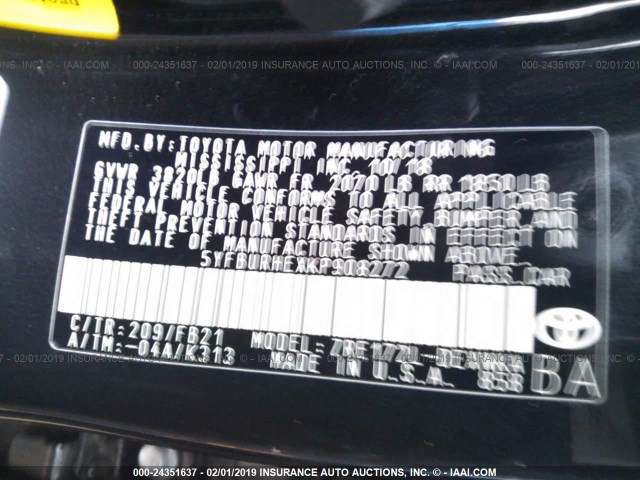 000-24351637 - 02/01/2019 INSURANCE AUTO AUCTIONS, INC. - © IAAI.COM
MFD.BY:TOYOTA MOTOR MANUFACTURING
MISSISSIPPI INC 10/18
GVWR 3820LB GAWR FR 2070 LB RR 1850LB
THIS VEHICLE CONFORMS TO ALL APPLICABLE
FEDERAL MOTOR VEHICLE SAFETY BUMPER AND
THEFT PREVENTION STANDARDS IN EFFECT ON
THE DATE OF MANUFACTURE SHOWN ABOVE.
5YFBURHEXKP908272 PASS.CAR
C/TR:209/FB21 MODEL:
A/TM:-04A/K313 MADE IN U.S.A. 858
BA
000-24351637 - 02/01/2019 INSURANCE AUTO AUCTIONS, INC. - © IAAI.COM